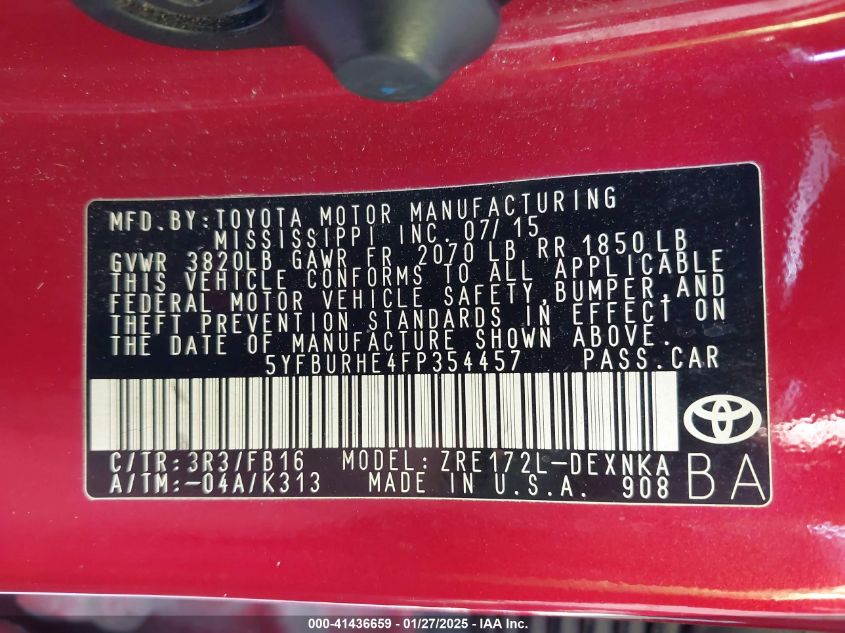 MFD.BY:TOYOTA MOTOR MANUFACTURING
MISSISSIPPI INC. 07/15
GVWR 3820LB GAWR FR 2070 LB RR 1850 LB
THIS VEHICLE CONFORMS TO ALL APPLICABLE
FEDERAL MOTOR VEHICLE SAFETY,BUMPER,AND
THEFT PREVENTION STANDARDS IN EFFECT ON
THE DATE OF MANUFACTURE SHOWN ABOVE.
5YFBURHE4FP354457 PASS.CAR
C/TR:3R3/FB16 MODEL:ZRE172L-DEXNKA
A/TM:-04A/K313 MADE IN U.S.A. 908 BA
000-41436659 - 01/27/2025 - IAA Inc.